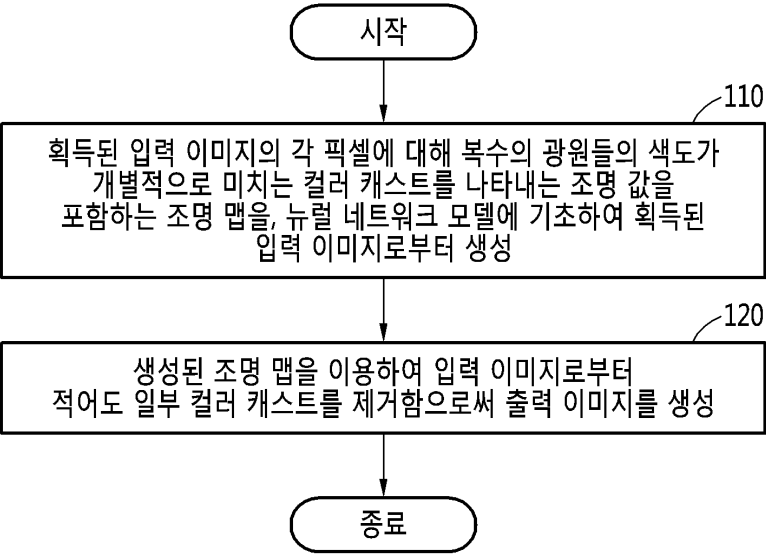 시작
110
획득된 입력 이미지의 각 픽셀에 대해 복수의 광원들의 색도가
개별적으로 미치는 컬러 캐스트를 나타내는 조명 값을
포함하는 조명 맵을, 뉴럴 네트워크 모델에 기초하여 획득된
입력 이미지로부터 생성
120
생성된 조명 맵을 이용하여 입력 이미지로부터
적어도 일부 컬러 캐스트를 제거함으로써 출력 이미지를 생성
종료